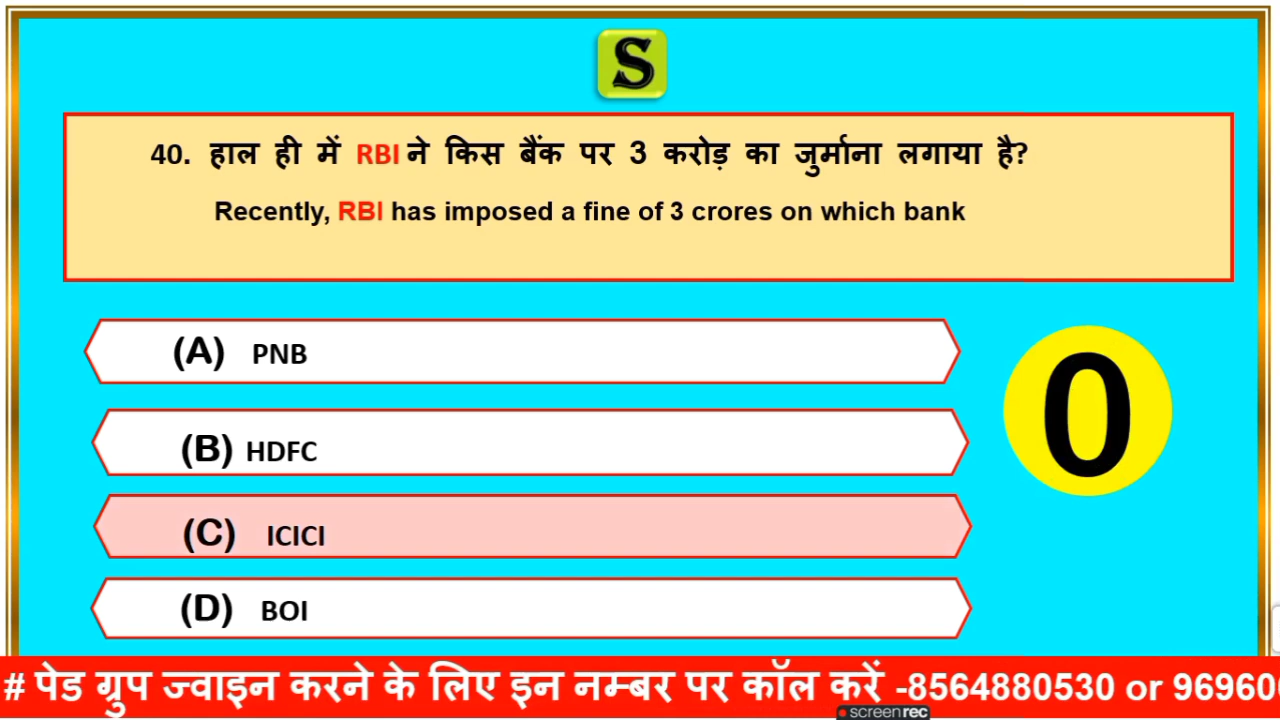 S
40. हाल ही में RBI ने किस बैंक पर 3 करोड़ का जुर्माना लगाया है?
Recently, RBI has imposed a fine of 3 crores on which bank
(A) PNB
0
(B) HDFC
(C) ICICI
(D) BOI
# पेड ग्रुप ज्वाइन करने के लिए इन नम्बर पर कॉल करें -8564880530 or 96960
screenrec